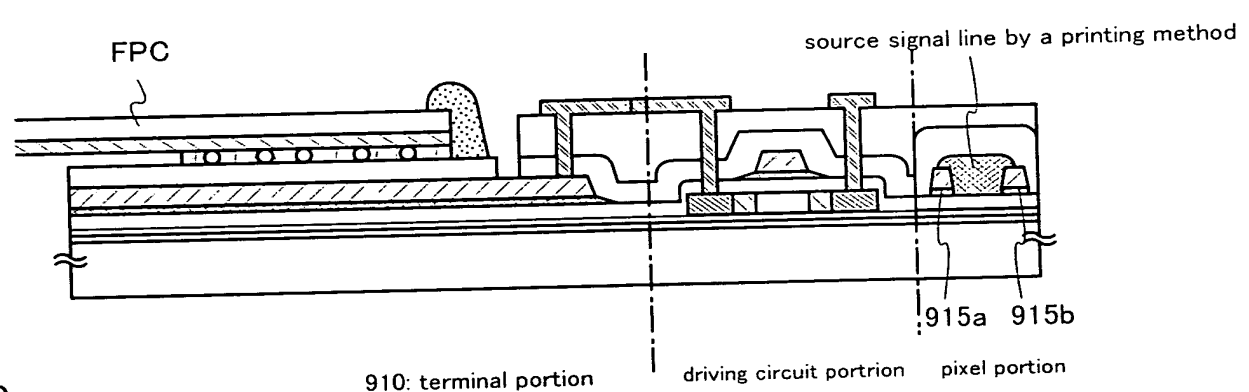 FPC
source signal line by a printing method
915a 915b
910: terminal portion
driving circuit portrion
pixel portion